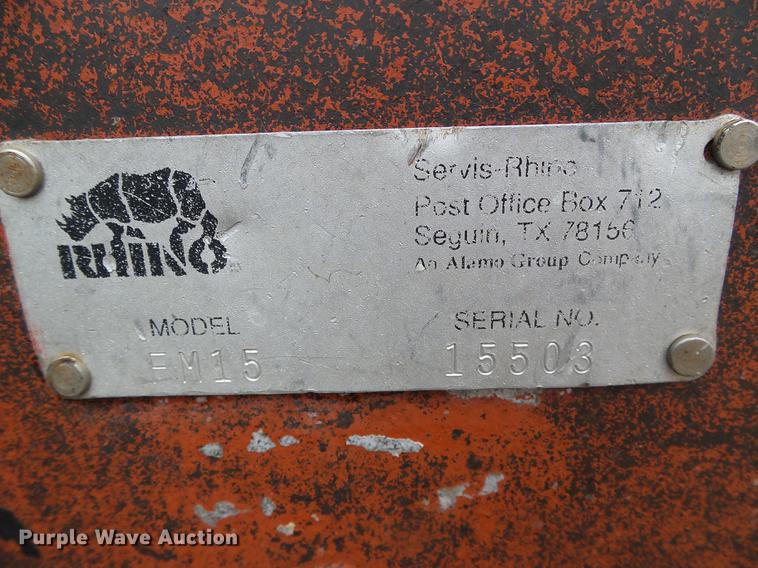 RHINO
Servis-Rhino
Post Office Box 712
Seguin, TX 78156
An Alamo Group Company
MODEL
FM15
SERIAL NO.
15503
Purple Wave Auction